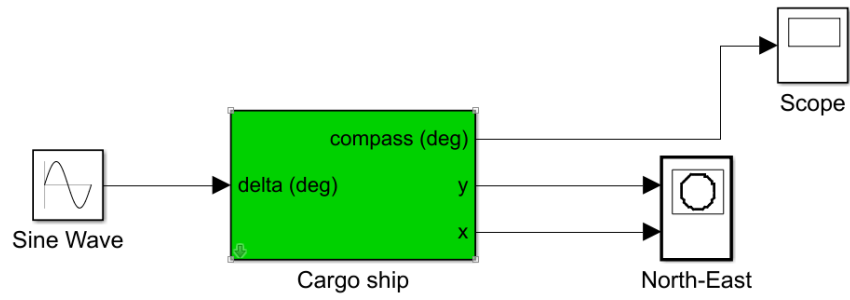 Scope
compass (deg)
delta (deg)
y
x
Sine Wave
Cargo ship
North-East